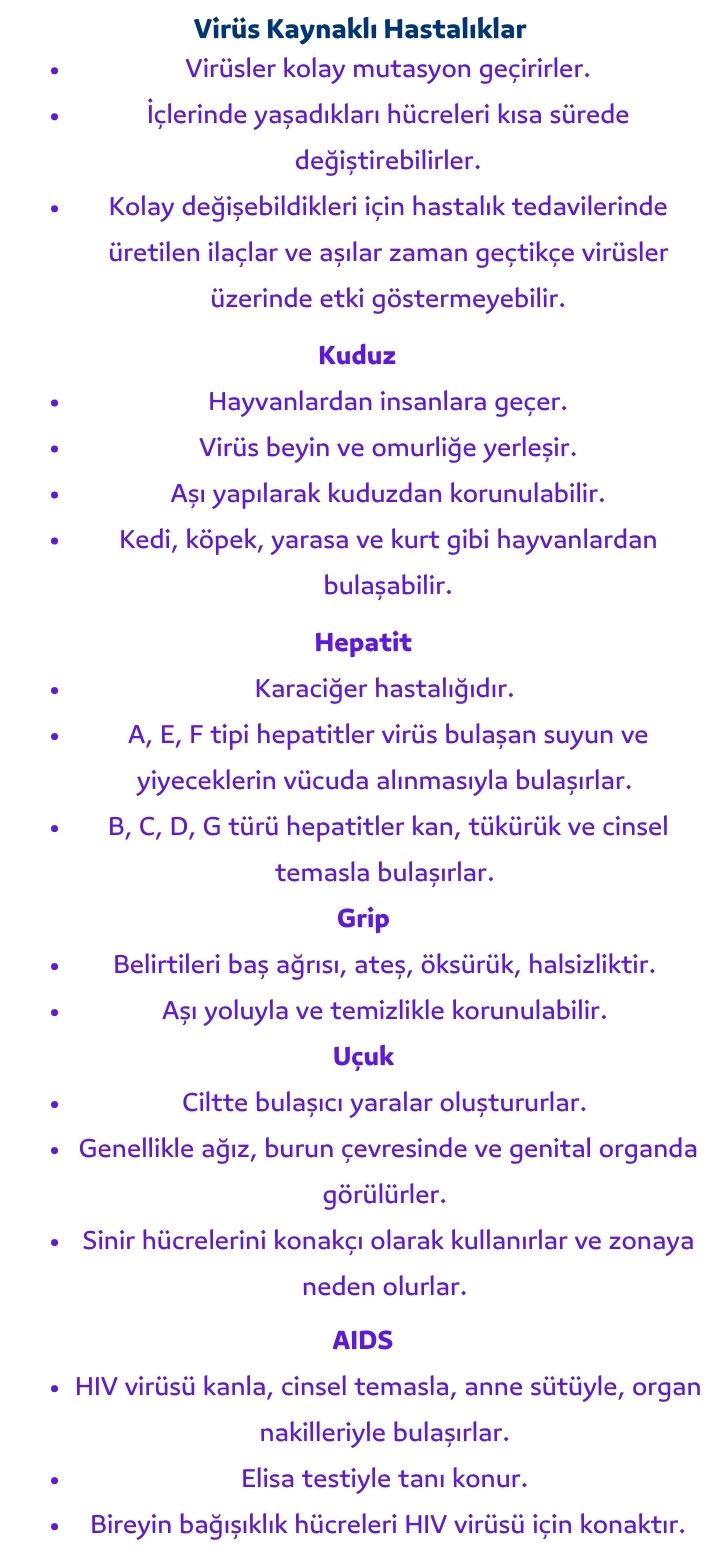 Virüs Kaynaklı Hastalıklar
• Virüsler kolay mutasyon geçirirler.
• İçlerinde yaşadıkları hücreleri kısa sürede
değiştirebilirler.
• Kolay değişebildikleri için hastalık tedavilerinde
üretilen ilaçlar ve aşılar zaman geçtikçe virüsler
üzerinde etki göstermeyebilir.
Kuduz
• Hayvanlardan insanlara geçer.
• Virüs beyin ve omurliğe yerleşir.
• Aşı yapılarak kuduzdan korunulabilir.
• Kedi, köpek, yarasa ve kurt gibi hayvanlardan
bulaşabilir.
Hepatit
• Karaciğer hastalığıdır.
• A, E, F tipi hepatitler virüs bulaşan suyun ve
yiyeceklerin vücuda alınmasıyla bulaşırlar.
• B, C, D, G türü hepatitler kan, tükürük ve cinsel
temasla bulaşırlar.
Grip
• Belirtileri baş ağrısı, ateş, öksürük, halsizliktir.
• Aşı yoluyla ve temizlikle korunulabilir.
Uçuk
• Ciltte bulaşıcı yaralar oluştururlar.
• Genellikle ağız, burun çevresinde ve genital organda
görülürler.
• Sinir hücrelerini konakçı olarak kullanırlar ve zonaya
neden olurlar.
AIDS
• HIV virüsü kanla, cinsel temasla, anne sütüyle, organ
nakilleriyle bulaşırlar.
• Elisa testiyle tanı konur.
• Bireyin bağışıklık hücreleri HIV virüsü için konaktır.